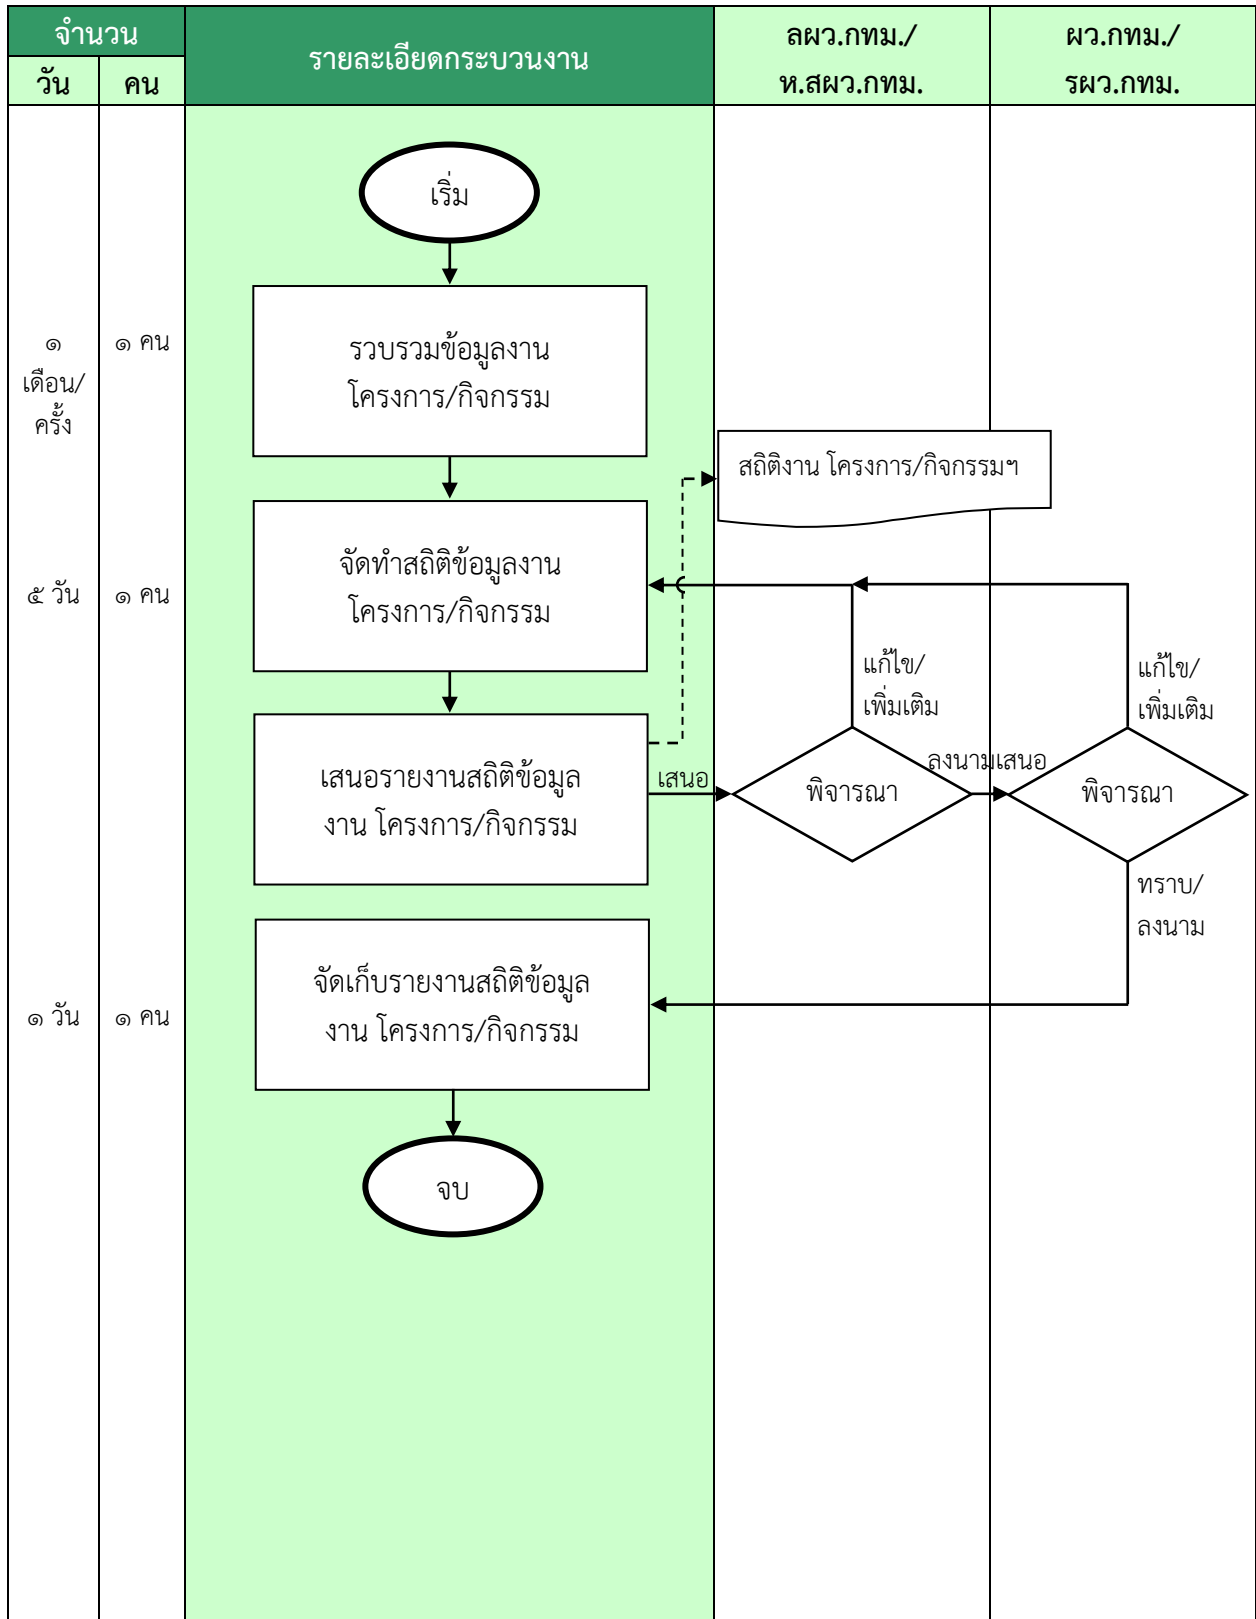 จำนวน
วัน
คน
รายละเอียดกระบวนงาน
ลผว.กทม./
ห.สผว.กทม.
ผว.กทม./
รผว.กทม.
เริ่ม
๑
เดือน/
ครั้ง
๑ คน
รวบรวมข้อมูลงาน
โครงการ/กิจกรรม
สถิติงาน โครงการ/กิจกรรมฯ
๕ วัน
๑ คน
จัดทำสถิติข้อมูลงาน
โครงการ/กิจกรรม
แก้ไข/
เพิ่มเติม
แก้ไข/
เพิ่มเติม
เสนอรายงานสถิติข้อมูล
งาน โครงการ/กิจกรรม
เสนอ
พิจารณา
ลงนามเสนอ
พิจารณา
ทราบ/
ลงนาม
๑ วัน
๑ คน
จัดเก็บรายงานสถิติข้อมูล
งาน โครงการ/กิจกรรม
จบ